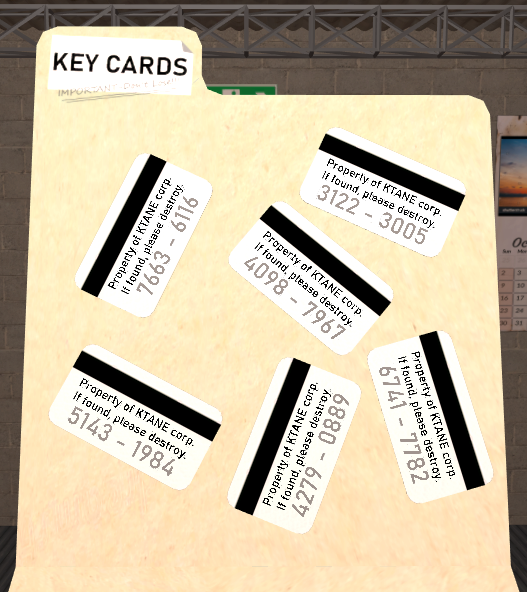 KEY CARDS
IMPORTANT: Don't lose!!
Property of KTANE corp.
If found, please destroy.
3122 - 3005
Property of KTANE corp.
If found, please destroy.
7663 - 6116
Property of KTANE corp.
If found, please destroy.
4098 - 7967
Property of KTANE corp.
If found, please destroy.
5143 - 1984
Property of KTANE corp.
If found, please destroy.
4279 - 0889
Property of KTANE corp.
If found, please destroy.
6741 - 7782